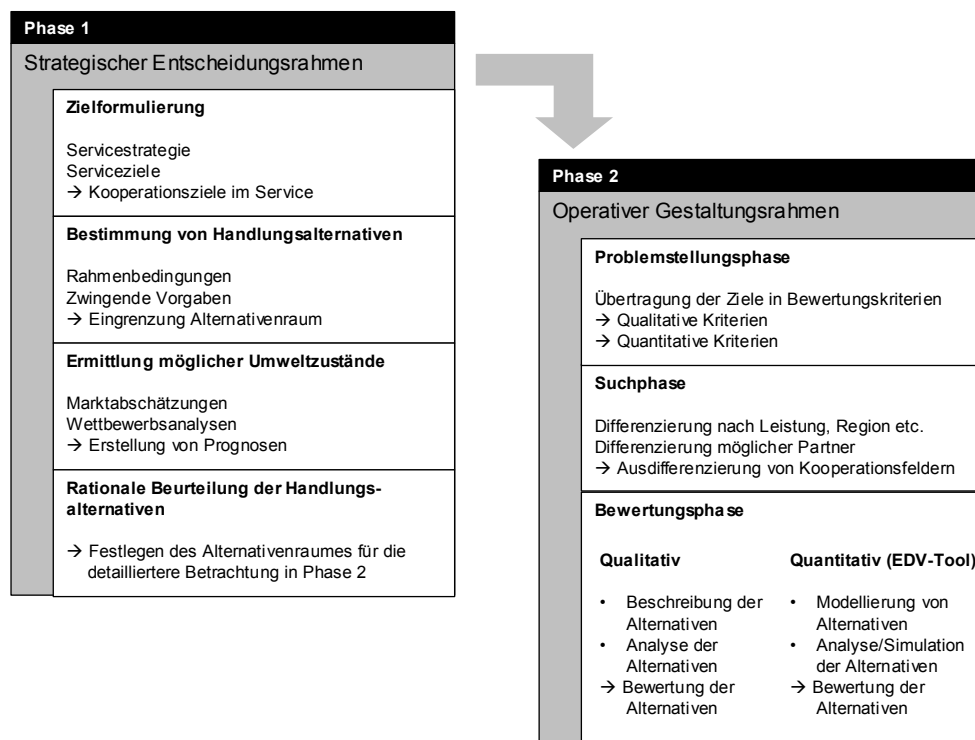 Phase 1
Strategischer Entscheidungsrahmen
Zielformulierung
Servicestrategie
Serviceziele
→ Kooperationsziele im Service
Bestimmung von Handlungsalternativen
Rahmenbedingungen
Zwingende Vorgaben
→ Eingrenzung Alternativenraum
Ermittlung möglicher Umweltzustände
Marktabschätzungen
Wettbewerbsanalysen
→ Erstellung von Prognosen
Rationale Beurteilung der Handlungs-
alternativen
→ Festlegen des Alternativenraumes für die
detailliertere Betrachtung in Phase 2
Phase 2
Operativer Gestaltungsrahmen
Problemstellungsphase
Übertragung der Ziele in Bewertungskriterien
→ Qualitative Kriterien
→ Quantitative Kriterien
Suchphase
Differenzierung nach Leistung, Region etc.
Differenzierung möglicher Partner
→ Ausdifferenzierung von Kooperationsfeldern
Bewertungsphase
Qualitativ
• Beschreibung der
Alternativen
• Analyse der
Alternativen
→ Bewertung der
Alternativen
Quantitativ (EDV-Tool)
• Modellierung von
Alternativen
• Analyse/Simulation
der Alternativen
→ Bewertung der
Alternativen